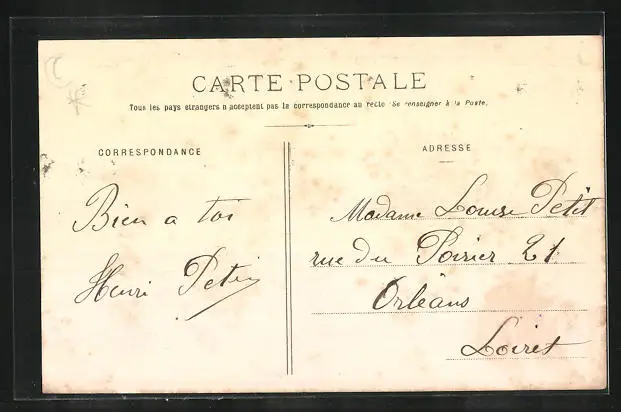 CARTE POSTALE
Tous les pays étrangers n'acceptent pas la correspondance au recto (Se renseigner à la Poste.
CORRESPONDANCE
Bien a toi
Henri Petit
ADRESSE
Madame Louise Petit
rue du Poirier 21
Orléans
Loiret